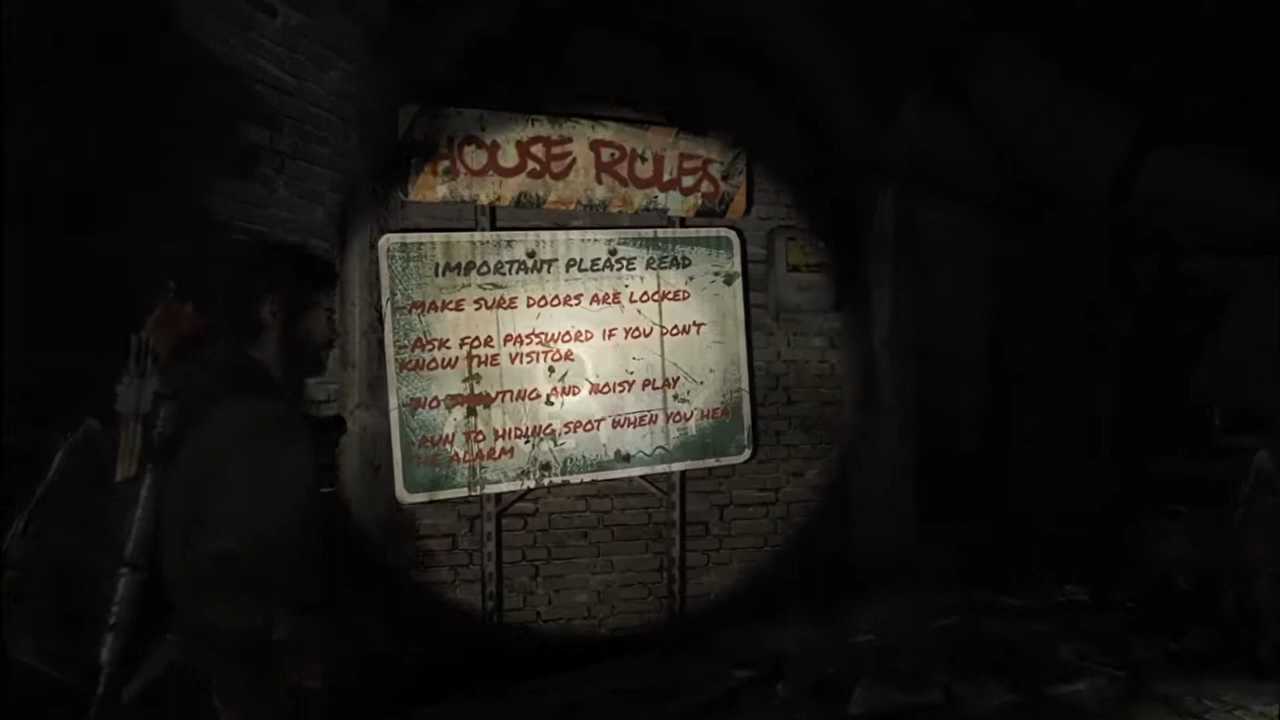 HOUSE RULES
IMPORTANT PLEASE READ
-MAKE SURE DOORS ARE LOCKED
-ASK FOR PASSWORD IF YOU DON'T
KNOW THE VISITOR
-NO AND NOISY PLAY
-RUN TO HIDING SPOT WHEN YOU
ALARM